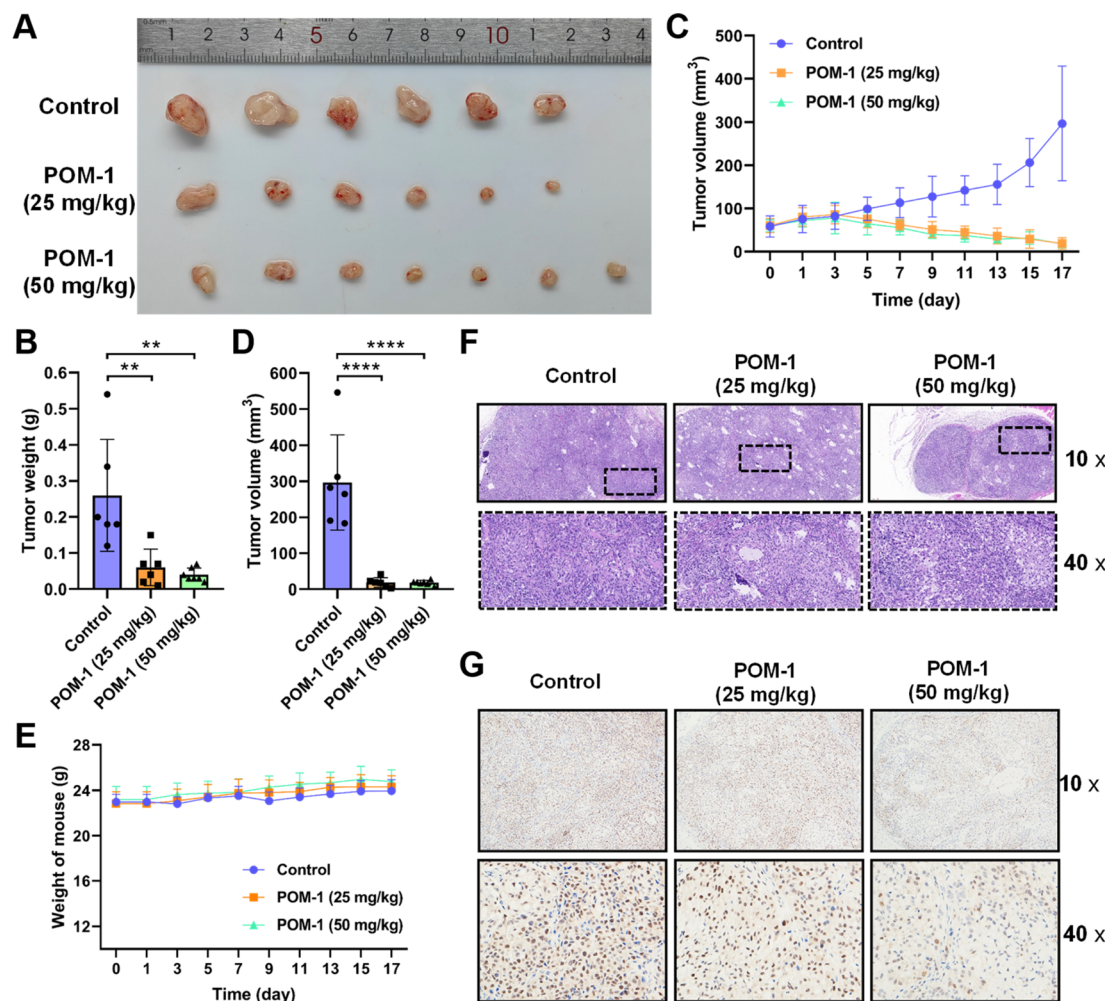 A
0.5mm
mm
1 2 3 4 5 6 7 8 9 10 1 2 3 4
mm
Control
POM-1
(25 mg/kg)
POM-1
(50 mg/kg)
C
Control
POM-1 (25 mg/kg)
POM-1 (50 mg/kg)
Tumor volume (mm³)
500
400
300
200
100
0
0 1 3 5 7 9 11 13 15 17
Time (day)
B
**
**
Tumor weight (g)
0.6
0.5
0.4
0.3
0.2
0.1
0.0
Control
POM-1 (25 mg/kg)
POM-1 (50 mg/kg)
D
****
****
Tumor volume (mm³)
600
500
400
300
200
100
0
Control
POM-1 (25 mg/kg)
POM-1 (50 mg/kg)
F
Control
POM-1
(25 mg/kg)
POM-1
(50 mg/kg)
10 x
40 x
E
Weight of mouse (g)
28
24
20
16
12
Control
POM-1 (25 mg/kg)
POM-1 (50 mg/kg)
0 1 3 5 7 9 11 13 15 17
Time (day)
G
Control
POM-1
(25 mg/kg)
POM-1
(50 mg/kg)
10 x
40 x